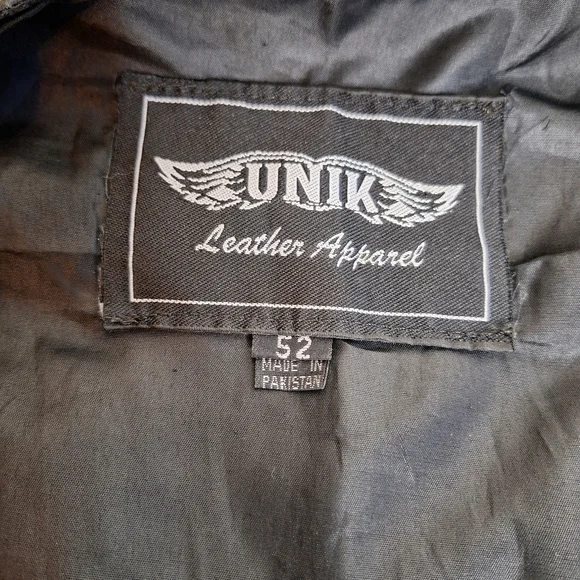 UNIK
Leather Apparel
52
MADE IN
PAKISTAN